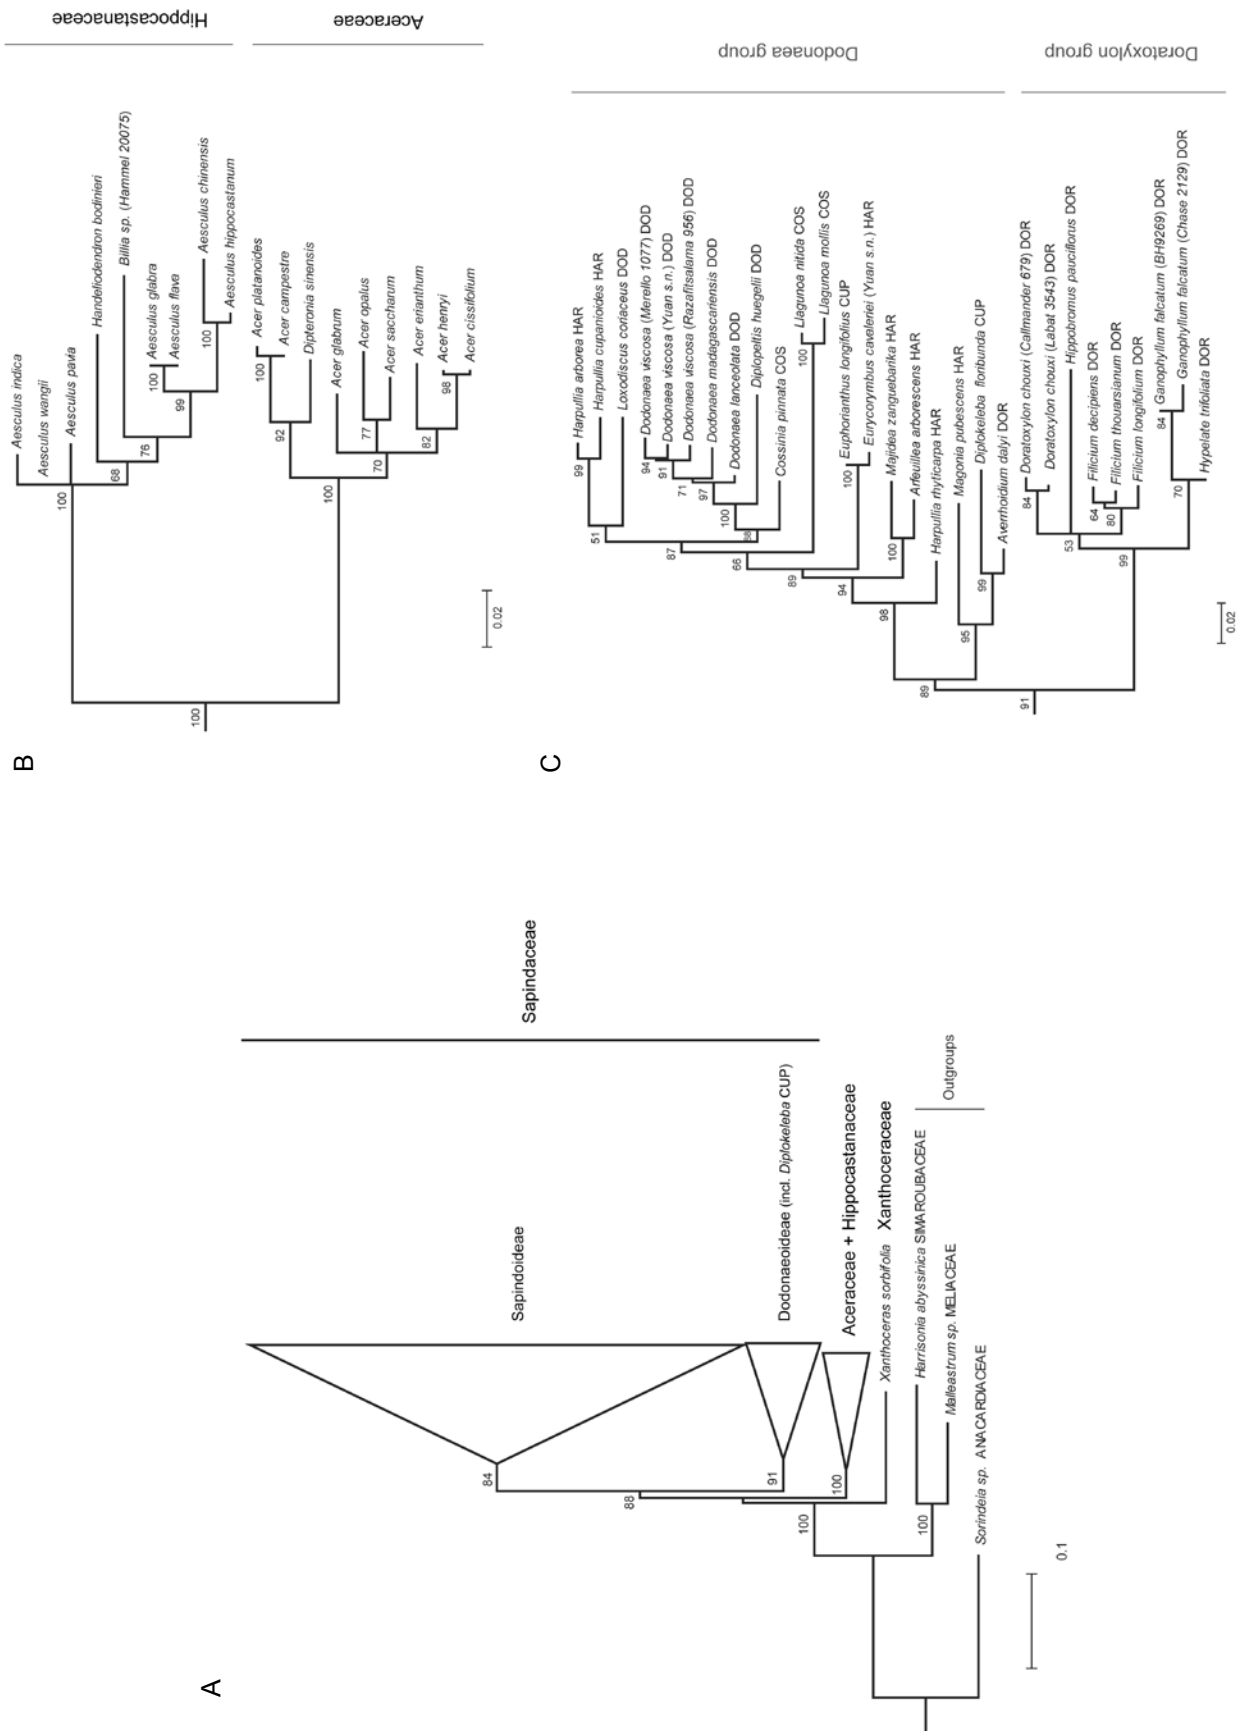 A
84
88
91
100
100
100
Sapindoideae
Dodonaeoideae (incl. Diplokeleba CUP)
Aceraceae + Hippocastanaceae
Xanthoceras sorbifolia Xanthoceraceae
Harrisonia abyssinica SIMAROUBACEAE
Malleastrum sp. MELIACEAE
Sorindeia sp. ANACARDIACEAE
Sapindaceae
Outgroups
0.1
B
Aesculus indica
Aesculus wangii
Aesculus pavia
Handeliodendron bodinieri
Billia sp. (Hammel 20075)
Aesculus glabra
Aesculus flava
Aesculus chinensis
Aesculus hippocastanum
Acer platanoides
Acer campestre
Dipteronia sinensis
Acer glabrum
Acer opalus
Acer saccharum
Acer erianthum
Acer henryi
Acer cissifolium
100
68
76
100
99
100
100
100
92
100
77
70
82
98
Hippocastanaceae
Aceraceae
0.02
C
Harpullia arborea HAR
Harpullia cupanioides HAR
Loxodiscus coriaceus DOD
Dodonaea viscosa (Merello 1077) DOD
Dodonaea viscosa (Yuan s.n.) DOD
Dodonaea viscosa (Razafitsalama 956) DOD
Dodonaea madagascariensis DOD
Dodonaea lanceolata DOD
Diplopeltis huegelii DOD
Cossinia pinnata COS
Llagunoa nitida COS
Llagunoa mollis COS
Euphorianthus longifolius CUP
Eurycorymbus cavaleriei (Yuan s.n.) HAR
Majidea zanguebarika HAR
Arfeuillea arborescens HAR
Harpullia rhyticarpa HAR
Magonia pubescens HAR
Diplokeleba floribunda CUP
Averrhoidium dalyi DOR
Doratoxylon chouxi (Callmander 679) DOR
Doratoxylon chouxi (Labat 3543) DOR
Hippobromus pauciflorus DOR
Filicium decipiens DOR
Filicium thouarsianum DOR
Filicium longifolium DOR
Ganophyllum falcatum (BH9269) DOR
Ganophyllum falcatum (Chase 2129) DOR
Hypelate trifoliata DOR
99
51
94
91
71
97
100
88
87
66
100
89
100
94
100
98
95
99
89
91
84
53
64
80
99
84
70
Dodonaea group
Doratoxylon group
0.02